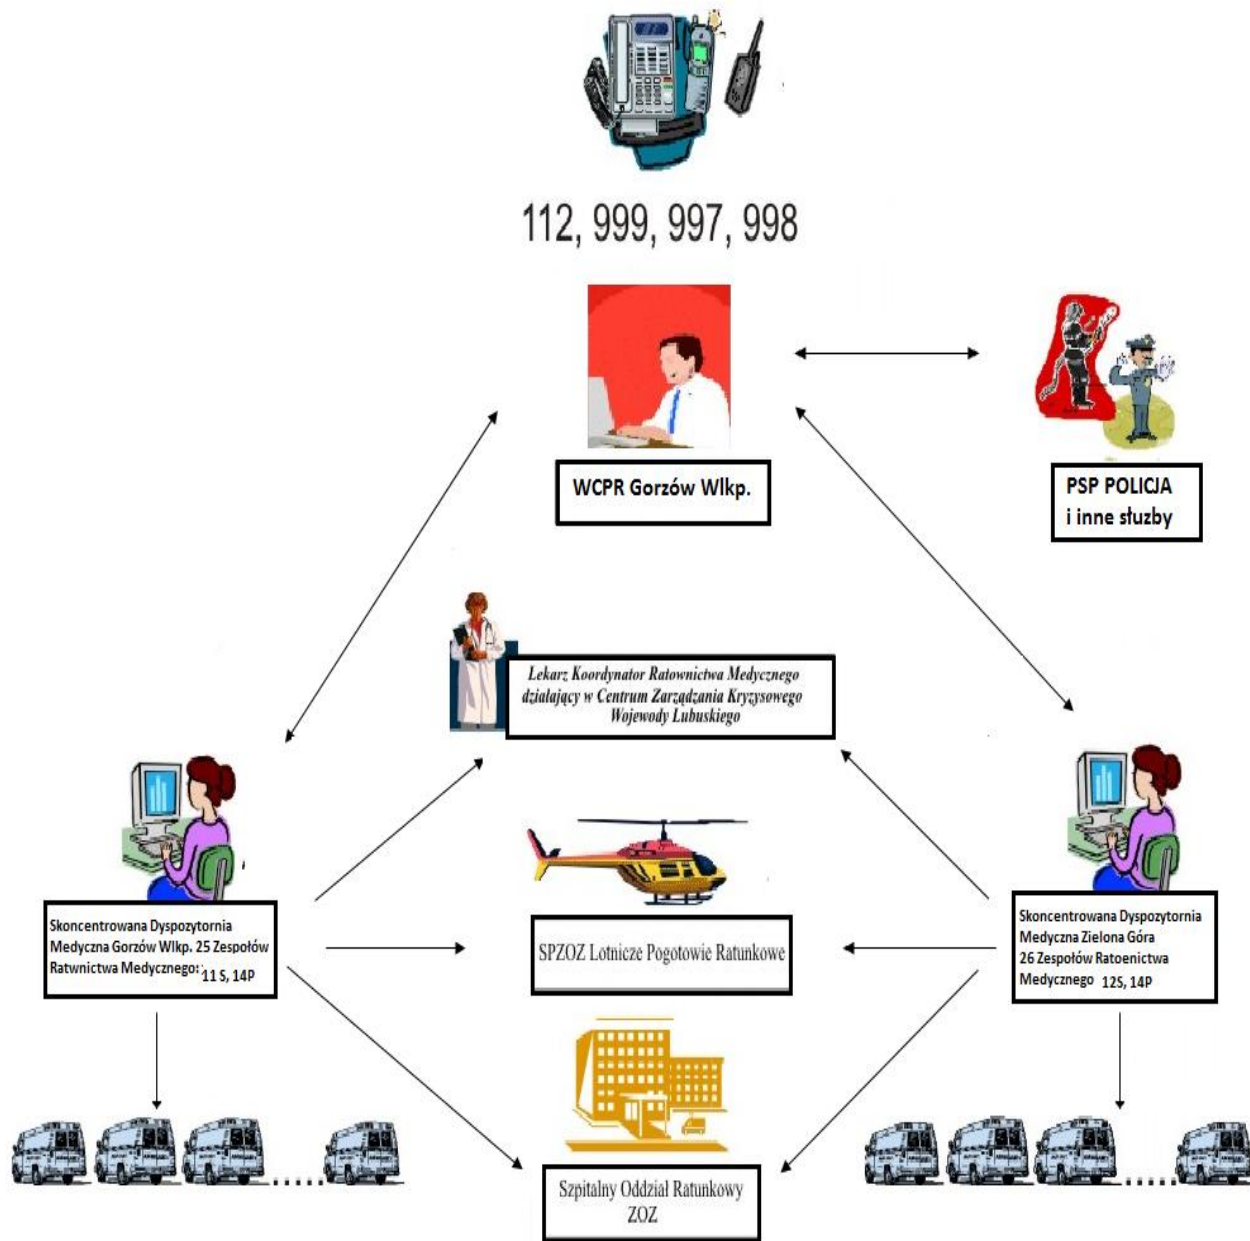 112, 999, 997, 998
WCPR Gorzów Wlkp.
PSP POLICJA
i inne służby
Lekarz Koordynator Ratownictwa Medycznego
działający w Centrum Zarządzania Kryzysowego
Wojewody Lubuskiego
Skoncentrowana Dyspozytornia
Medyczna Gorzów Wlkp. 25 Zespołów
Ratwnictwa Medycznego: 11 S, 14P
SPZOZ Lotnicze Pogotowie Ratunkowe
Skoncentrowana Dyspozytornia
Medyczna Zielona Góra
26 Zespołów Ratoenictwa
Medycznego 12S, 14P
Szpitalny Oddział Ratunkowy
ZOZ